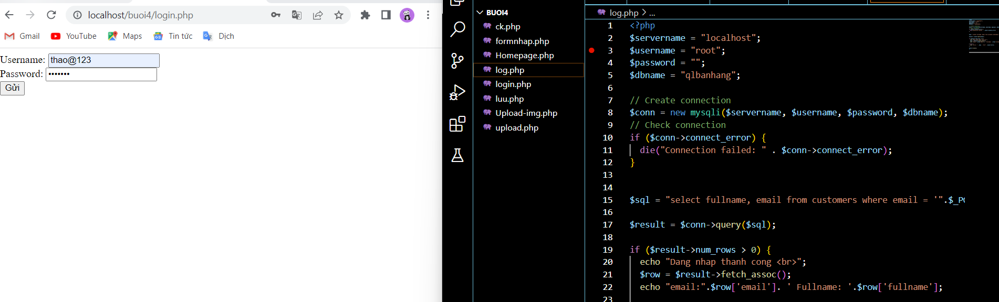 localhost/buoi4/login.php
Gmail YouTube Maps Tin tức Dịch
Username: thao@123
Password: •••••••
Gửi
BUOI4
ck.php
formnhap.php
Homepage.php
log.php
login.php
luu.php
Upload-img.php
upload.php
log.php > ...
1 <?php
2 $servername = "localhost";
3 $username = "root";
4 $password = "";
5 $dbname = "qlbanhang";
6
7 // Create connection
8 $conn = new mysqli($servername, $username, $password, $dbname);
9 // Check connection
10 if ($conn->connect_error) {
11 die("Connection failed: " . $conn->connect_error);
12 }
13
14
15 $sql = "select fullname, email from customers where email = '".$_PO
16
17 $result = $conn->query($sql);
18
19 if ($result->num_rows > 0) {
20 echo "Dang nhap thanh cong <br>";
21 $row = $result->fetch_assoc();
22 echo "email:".$row['email']. ' Fullname: '.$row['fullname'];
23